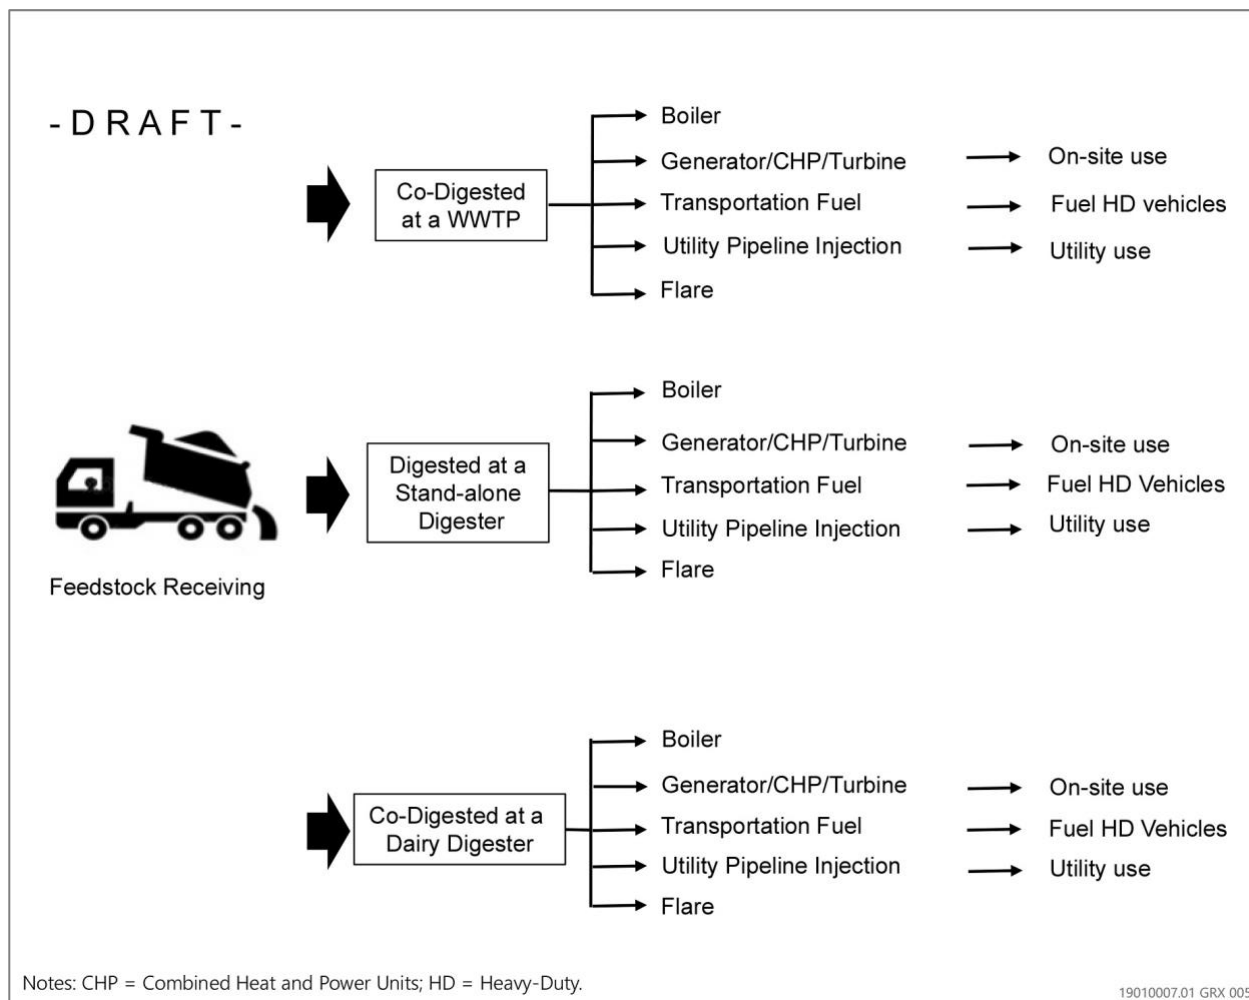 - D R A F T -
Co-Digested
at a WWTP
Boiler
Generator/CHP/Turbine
On-site use
Transportation Fuel
Fuel HD vehicles
Utility Pipeline Injection
Utility use
Flare
Feedstock Receiving
Digested at a
Stand-alone
Digester
Boiler
Generator/CHP/Turbine
On-site use
Transportation Fuel
Fuel HD Vehicles
Utility Pipeline Injection
Utility use
Flare
Co-Digested at a
Dairy Digester
Boiler
Generator/CHP/Turbine
On-site use
Transportation Fuel
Fuel HD Vehicles
Utility Pipeline Injection
Utility use
Flare
Notes: CHP = Combined Heat and Power Units; HD = Heavy-Duty.
19010007.01 GRX 005